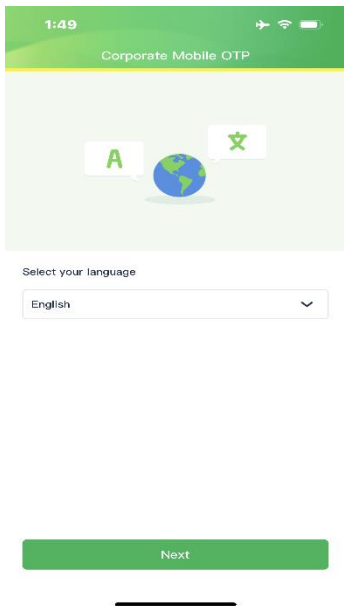 1:49
Corporate Mobile OTP
A
文
Select your language
English
Next